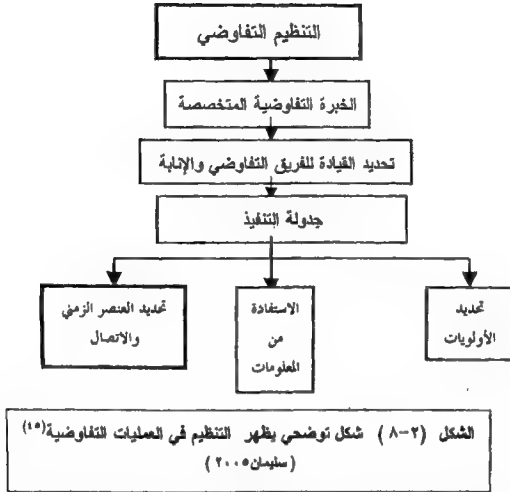 التنظيم التفاوضي
الخبرة التفاوضية المتخصصة
تحديد القيادة للفريق التفاوضي والإنابة
جدولة التنفيذ
تحديد
الأولويات
الاستفادة
من
المعلومات
تحديد العنصر الزمني
والاتصال
الشكل (٢-٨) شكل توضحي يظهر التنظيم في العمليات التفاوضية(٤٥)
(سليمان٢٠٠٥)